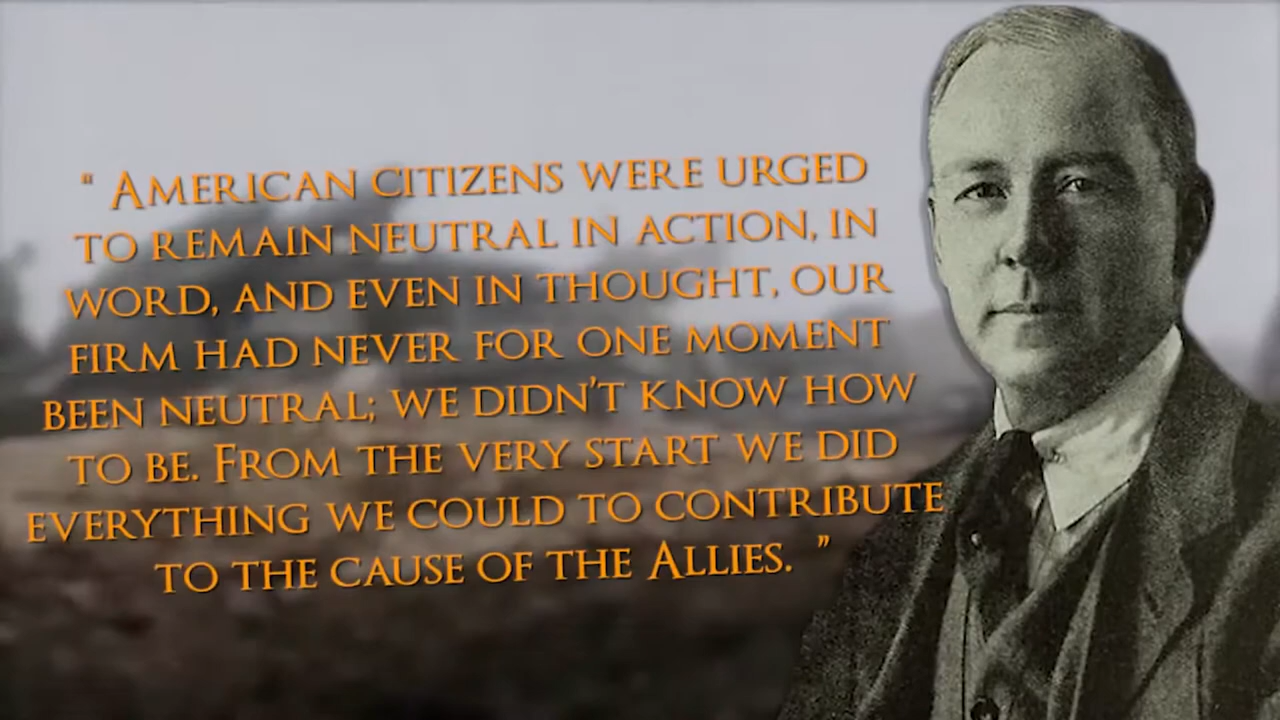 “ American citizens were urged
to remain neutral in action, in
word, and even in thought, our
firm had never for one moment
been neutral; we didn't know how
to be. From the very start we did
everything we could to contribute
to the cause of the Allies. ”